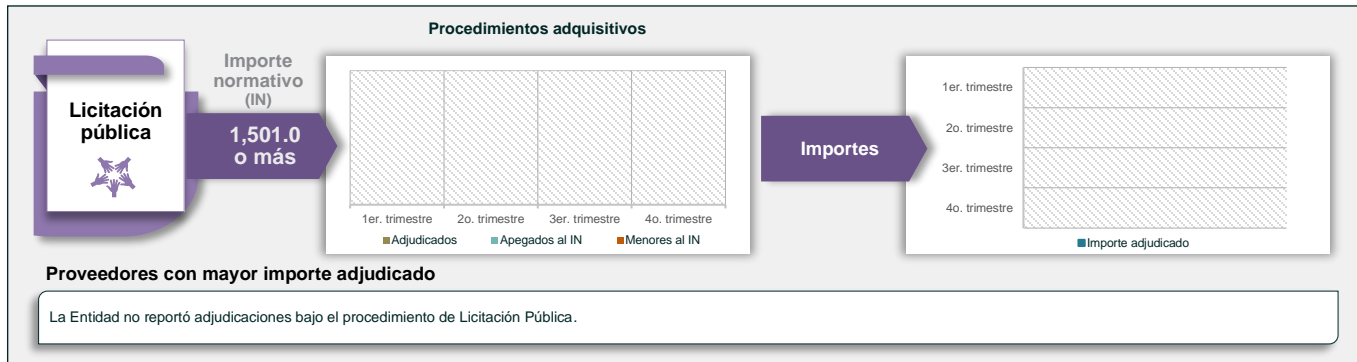 Procedimientos adquisitivos
Licitación
pública
Importe
normativo
(IN)
1,501.0
o más
1er. trimestre 2o. trimestre 3er. trimestre 4o. trimestre
Adjudicados Apegados al IN Menores al IN
Importes
1er. trimestre
2o. trimestre
3er. trimestre
4o. trimestre
Importe adjudicado
Proveedores con mayor importe adjudicado
La Entidad no reportó adjudicaciones bajo el procedimiento de Licitación Pública.